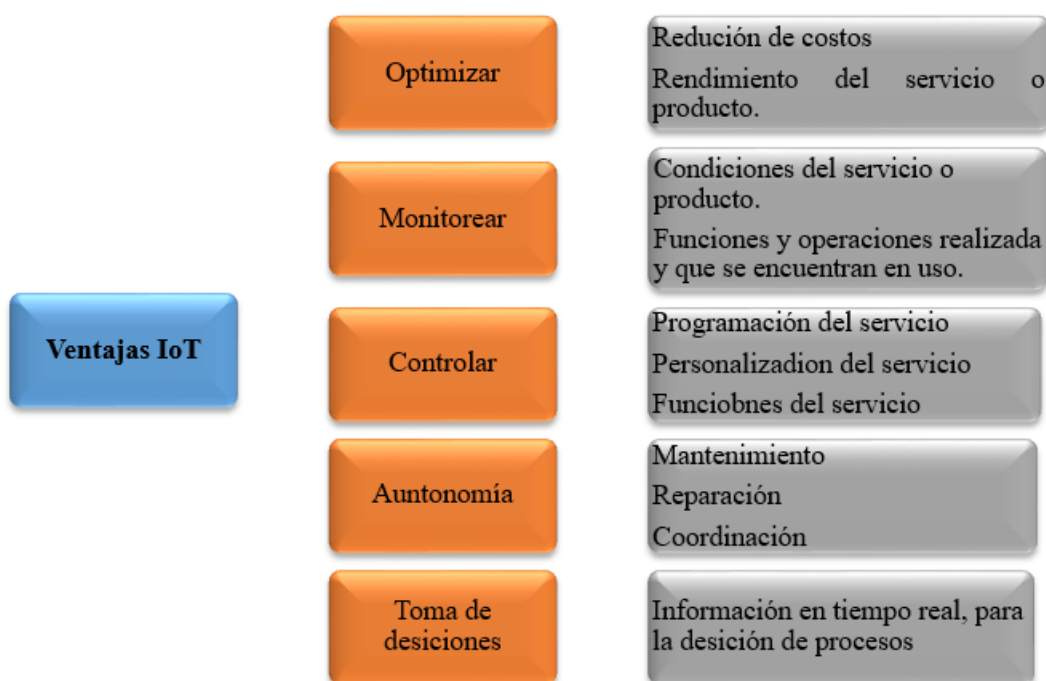 Optimizar
Redución de costos
Rendimiento del servicio o
producto.
Monitorear
Condiciones del servicio o
producto.
Funciones y operaciones realizada
y que se encuentran en uso.
Ventajas IoT
Controlar
Programación del servicio
Personalizadion del servicio
Funciobnes del servicio
Auntonomía
Mantenimiento
Reparación
Coordinación
Toma de
desiciones
Información en tiempo real, para
la desición de procesos